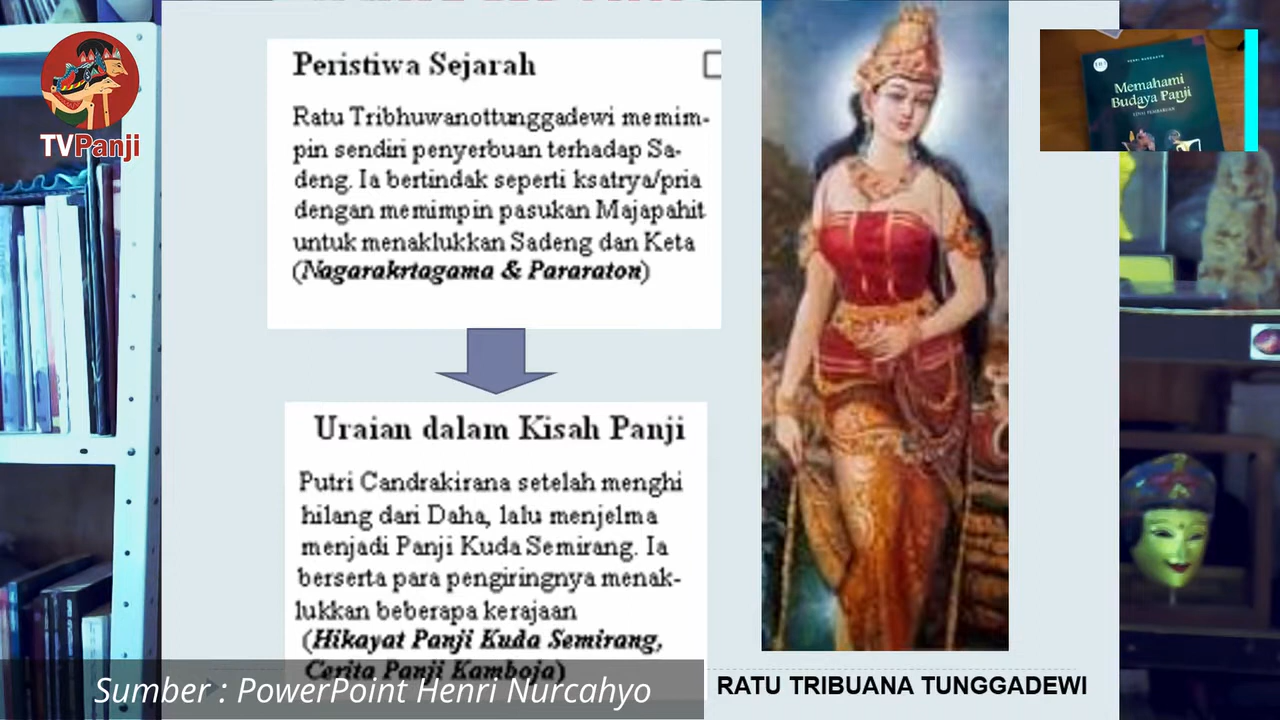 TVPanji
Peristiwa Sejarah
Ratu Tribhuwanottunggadewi memim-
pin sendiri penyerbuan terhadap Sa-
deng. Ia bertindak seperti ksatrya/pria
dengan memimpin pasukan Majapahit
untuk menaklukkan Sadeng dan Keta
(Nagarakrtagama & Pararaton)
Uraian dalam Kisah Panji
Putri Candrakirana setelah menghi
hilang dari Daha, lalu menjelma
menjadi Panji Kuda Semirang. Ia
berserta para pengiringnya menak-
lukkan beberapa kerajaan
(Hikayat Panji Kuda Semirang,
Cerita Panji Kamboja)
Sumber : PowerPoint Henri Nurcahyo
RATU TRIBUANA TUNGGADEWI
HENRI NURCAHYO
Memahami
Budaya Panji